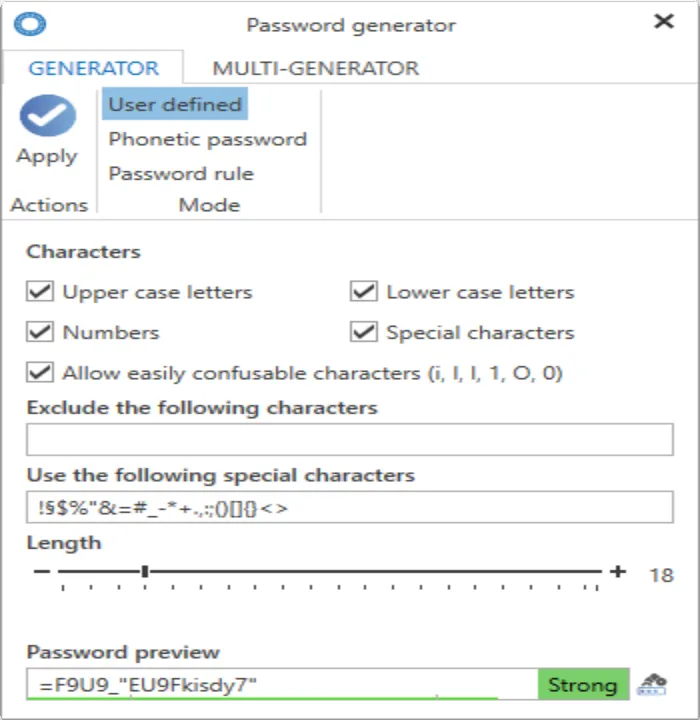 Password generator
GENERATOR MULTI-GENERATOR
User defined
Phonetic password
Apply
Password rule
Actions Mode
Characters
Upper case letters Lower case letters
Numbers Special characters
Allow easily confusable characters (i, l, I, 1, O, 0)
Exclude the following characters
Use the following special characters
!§$%"&=#_-*+.,:;()[]{}<>
Length
18
Password preview
=F9U9_"EU9Fkisdy7" Strong